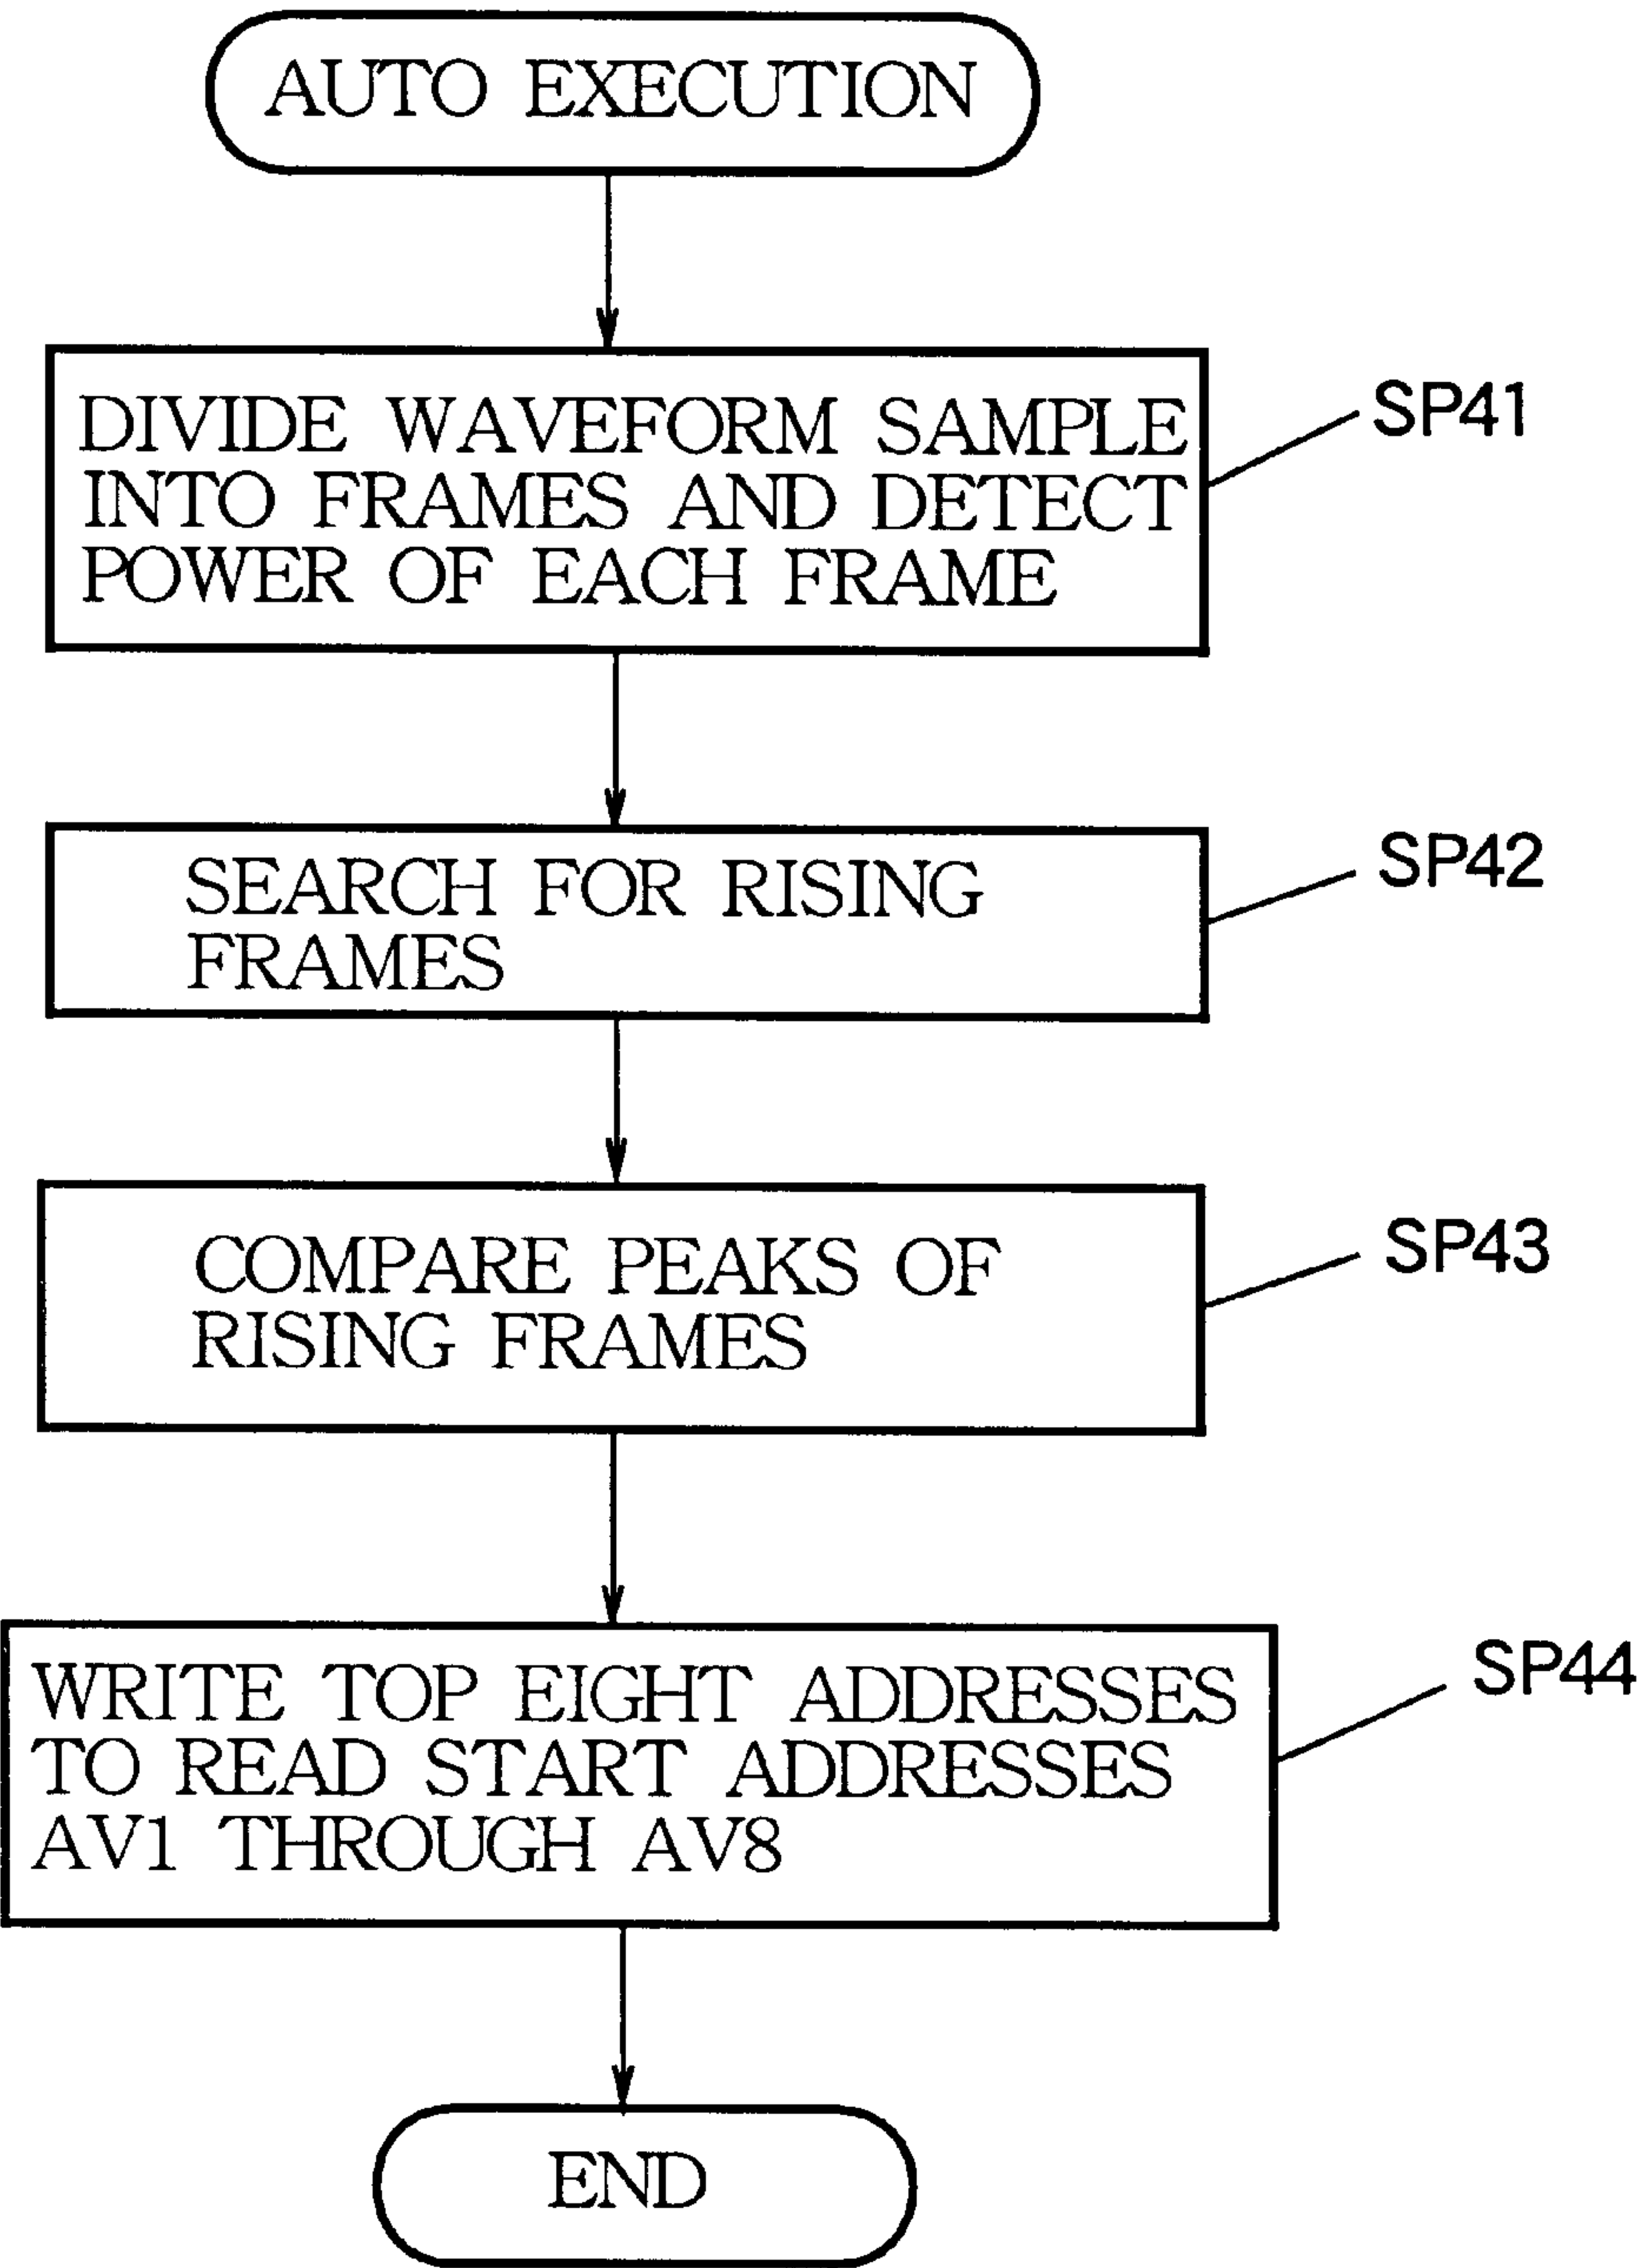 AUTO EXECUTION
DIVIDE WAVEFORM SAMPLE
INTO FRAMES AND DETECT
POWER OF EACH FRAME
SP41
SEARCH FOR RISING
FRAMES
SP42
COMPARE PEAKS OF
RISING FRAMES
SP43
WRITE TOP EIGHT ADDRESSES
TO READ START ADDRESSES
AV1 THROUGH AV8
SP44
END